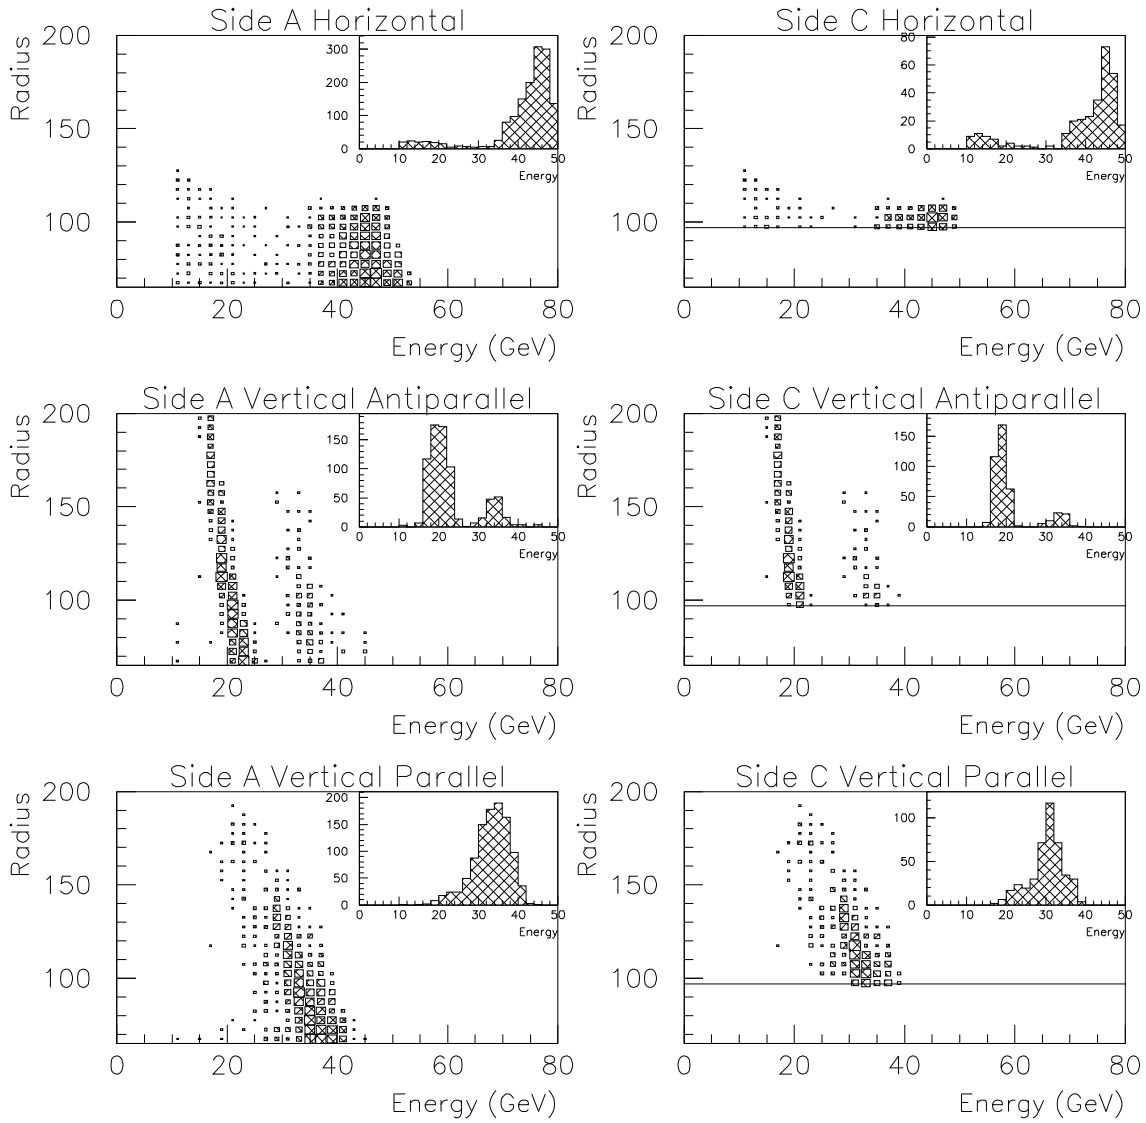 Side A Horizontal
Radius
200
150
100
0 20 40 60 80
Energy (GeV)
300
200
100
0
0 10 20 30 40 50
Energy
Side C Horizontal
Radius
200
150
100
0 20 40 60 80
Energy (GeV)
80
60
40
20
0
0 10 20 30 40 50
Energy
Side A Vertical Antiparallel
Radius
200
150
100
0 20 40 60 80
Energy (GeV)
150
100
50
0
0 10 20 30 40 50
Energy
Side C Vertical Antiparallel
Radius
200
150
100
0 20 40 60 80
Energy (GeV)
150
100
50
0
0 10 20 30 40 50
Energy
Side A Vertical Parallel
Radius
200
150
100
0 20 40 60 80
Energy (GeV)
200
150
100
50
0
0 10 20 30 40 50
Energy
Side C Vertical Parallel
Radius
200
150
100
0 20 40 60 80
Energy (GeV)
100
50
0
0 10 20 30 40 50
Energy